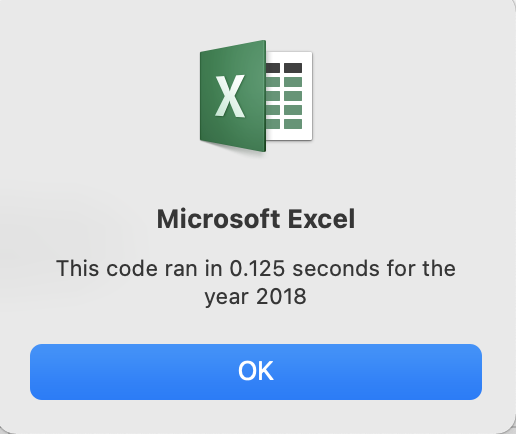 X
Microsoft Excel
This code ran in 0.125 seconds for the
year 2018
OK